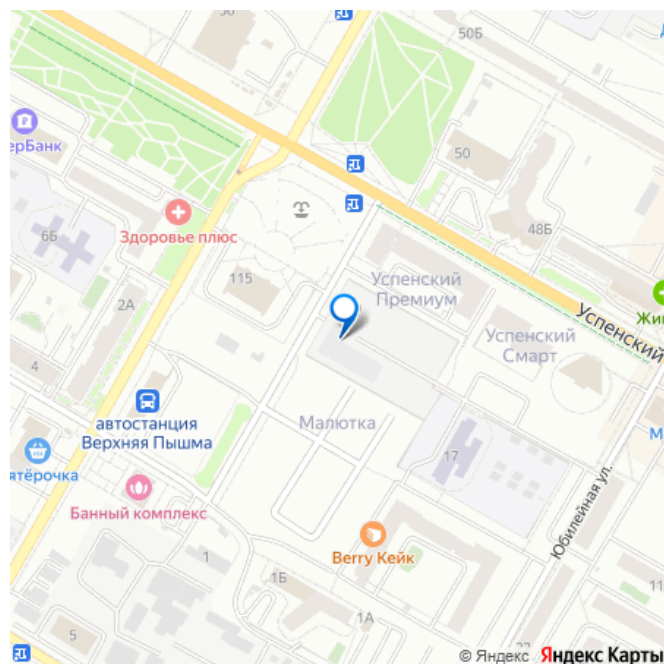 50Б
ерБанк
50
Здоровье плюс
6Б
48Б
115
Успенский
Премиум
2А
Жи
Успенский
Успенский
Смарт
4
автостанция
Верхняя Пышма
Малютка
М
ятёрочка
17
Банный комплекс
Юбилейная ул.
Berry Кейк
1
1Б
1А
5
© Яндекс Яндекс Карты